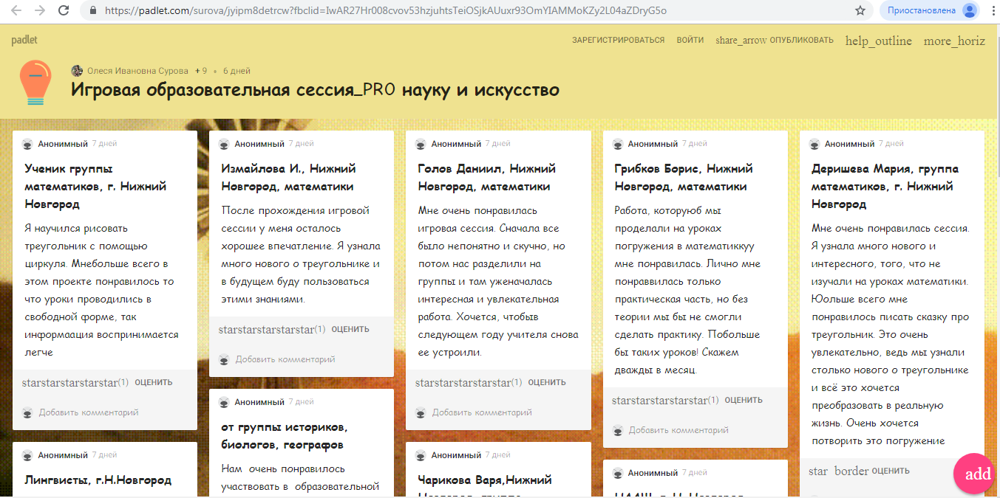 https://padlet.com/surova/jyipm8detrcw?fbclid=IwAR27Hr008cvov53hzjuhtsTeiOSjkAUuxr93OmYIAMMoKZy2L04aZDryG5o
Приостановлена
padlet
ЗАРЕГИСТРИРОВАТЬСЯ ВОЙТИ share_arrow ОПУБЛИКОВАТЬ help_outline more_horiz
Олеся Ивановна Сурова + 9 • 6 дней
Игровая образовательная сессия_PRO науку и искусство
Анонимный 7 дней
Ученик группы
математиков, г. Нижний
Новгород
Я научился рисовать
треугольник с помощью
циркуля. Мнебольше всего в
этом проекте понравилось то
что уроки проводились в
свободной форме, так
информаация воспринимается
легче
starstarstarstarstar(1) ОЦЕНИТЬ
Добавить комментарий
Анонимный 7 дней
Лингвисты, г.Н.Новгород
Анонимный 7 дней
Измайлова И., Нижний
Новгород, математики
После прохождения игровой
сессии у меня осталось
хорошее впечатление. Я узнала
много нового о треугольнике и
в будущем буду пользоваться
этими знаниями.
starstarstarstarstar(1) ОЦЕНИТЬ
Добавить комментарий
Анонимный 7 дней
от группы историков,
биологов, географов
Нам очень понравилось
участвовать в образовательной
Анонимный 7 дней
Голов Даниил, Нижний
Новгород, математики
Мне очень понравилась
игровая сессия. Сначала все
было непонятно и скучно, но
потом нас разделили на
группы и там уженачалась
интересная и увлекательная
работа. Хочется, чтобыв
следующем году учителя снова
ее устроили.
starstarstarstarstar(1) ОЦЕНИТЬ
Добавить комментарий
Анонимный 7 дней
Чарикова Варя,Нижний
Новгород, группа
Анонимный 7 дней
Грибков Борис, Нижний
Новгород, математики
Работа, которуюб мы
проделали на уроках
погружения в математиккуу
мне понравилась. Лично мне
понраввилась только
практическая часть, но без
теории мы бы не смогли
сделать практику. Побольше
бы таких уроков! Скажем
дважды в месяц.
starstarstarstarstar(1) ОЦЕНИТЬ
Добавить комментарий
Анонимный 7 дней
Анонимный 7 дней
Деришева Мария, группа
математиков, г. Нижний
Новгород
Мне очень понравилась сессия.
Я узнала много нового и
интересного, того, что не
изучали на уроках математики.
Юольше всего мне
понравилось писать сказку про
треугольник. Это очень
увлекательно, ведь мы узнали
столько нового о треугольнике
и всё это хочется
преобразовать в реальную
жизнь. Очень хочется
потворить это погружение
star border ОЦЕНИТЬ
add